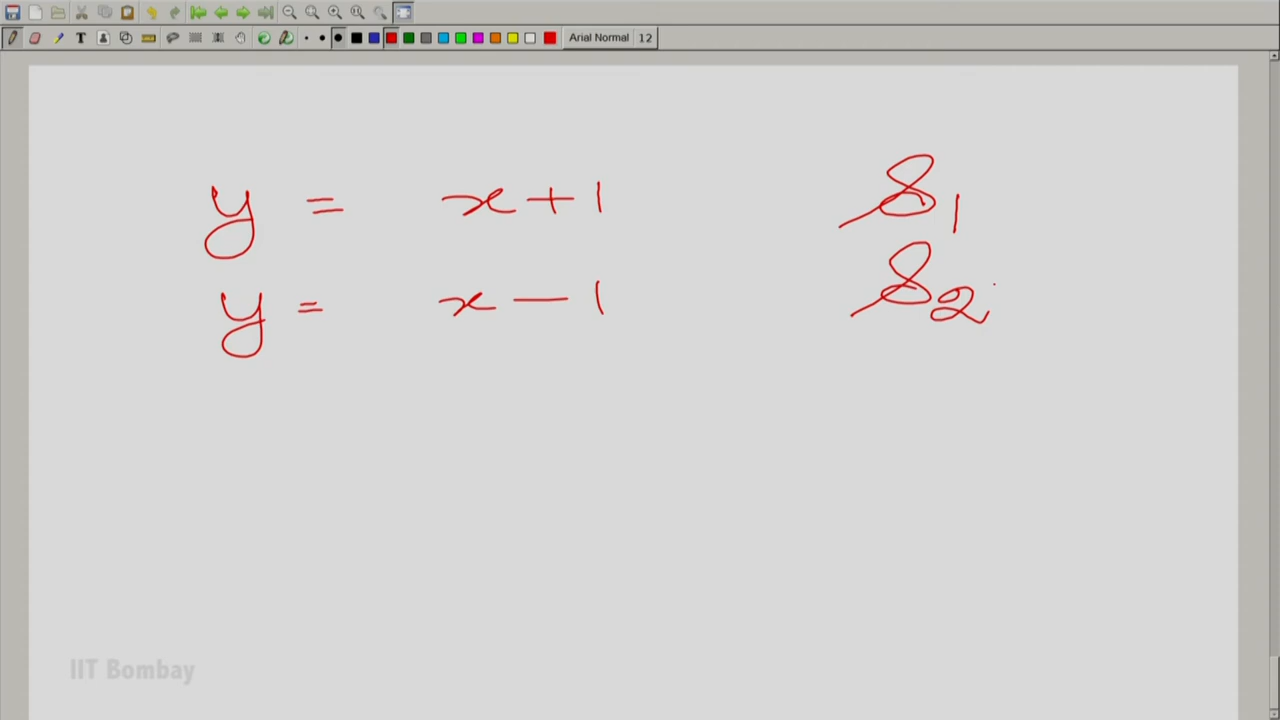 Arial Normal 12
y = x + 1 S1
y = x - 1 S2
IIT Bombay